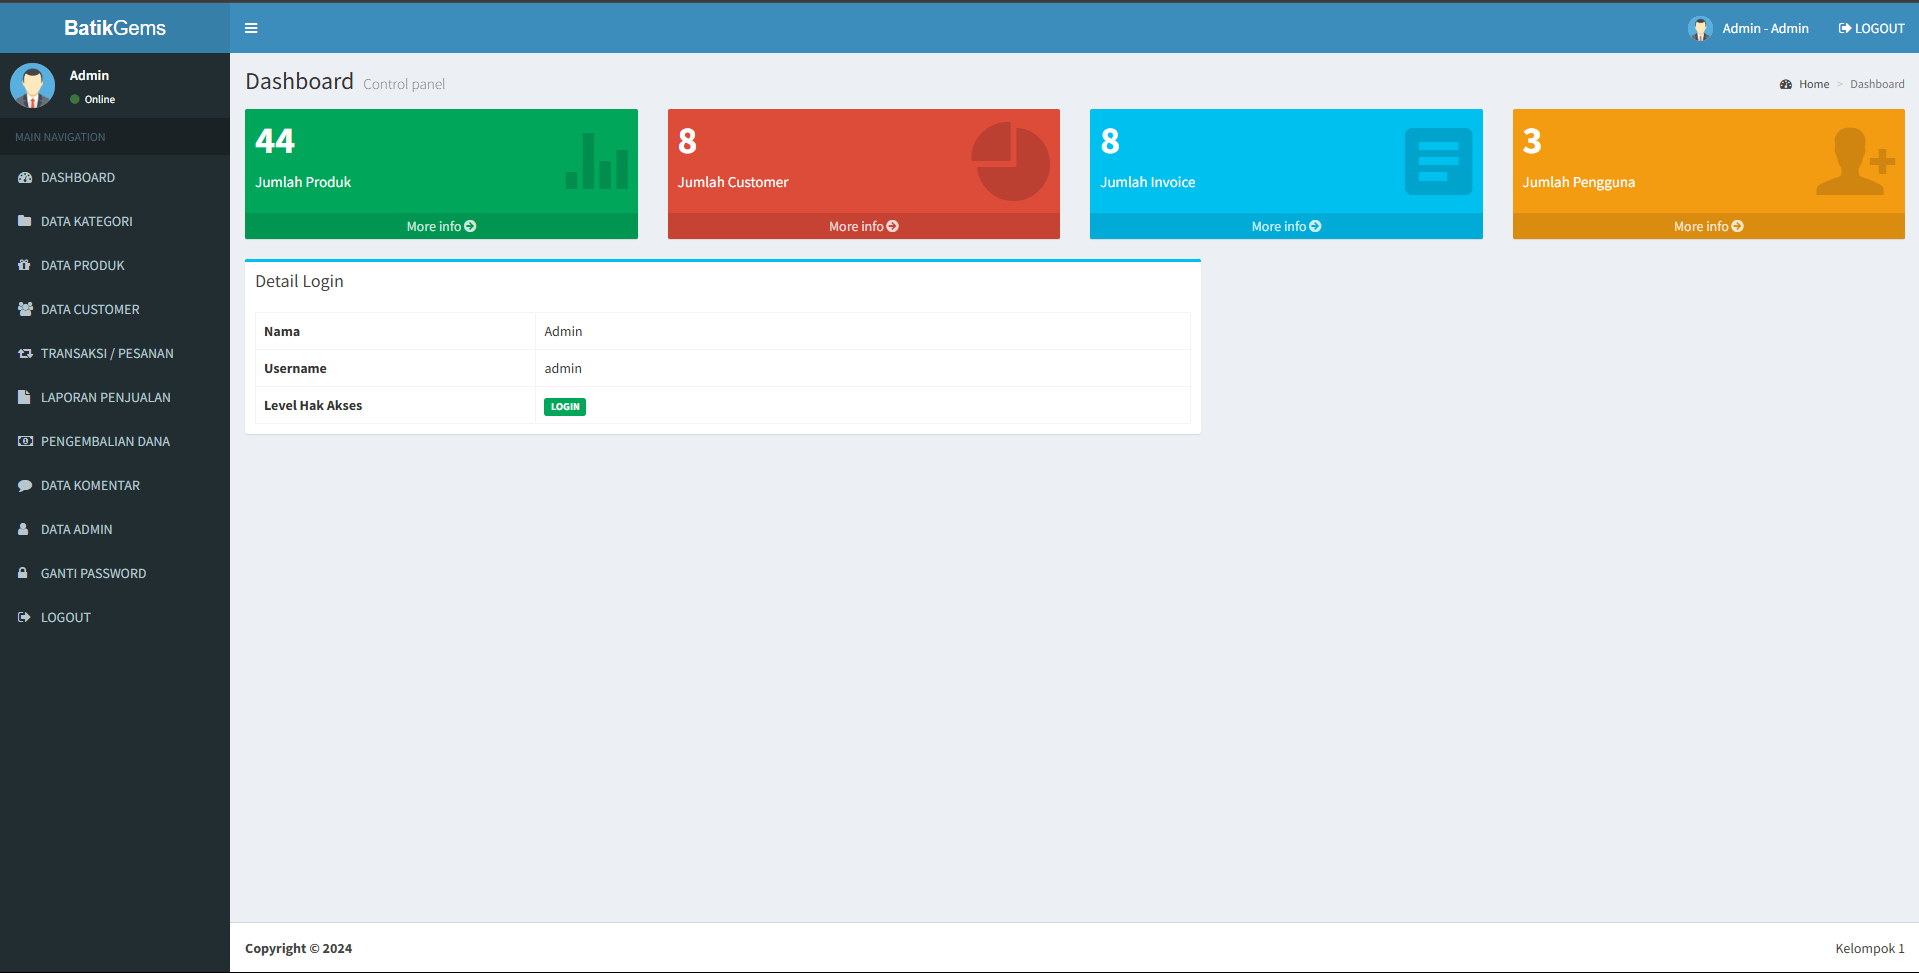 BatikGems
Admin - Admin
LOGOUT
Admin
Online
MAIN NAVIGATION
DASHBOARD
DATA KATEGORI
DATA PRODUK
DATA CUSTOMER
TRANSAKSI / PESANAN
LAPORAN PENJUALAN
PENGEMBALIAN DANA
DATA KOMENTAR
DATA ADMIN
GANTI PASSWORD
LOGOUT
Dashboard Control panel
Home > Dashboard
44
Jumlah Produk
More info
8
Jumlah Customer
More info
8
Jumlah Invoice
More info
3
Jumlah Pengguna
More info
Detail Login
Nama Admin
Username admin
Level Hak Akses LOGIN
Copyright © 2024
Kelompok 1